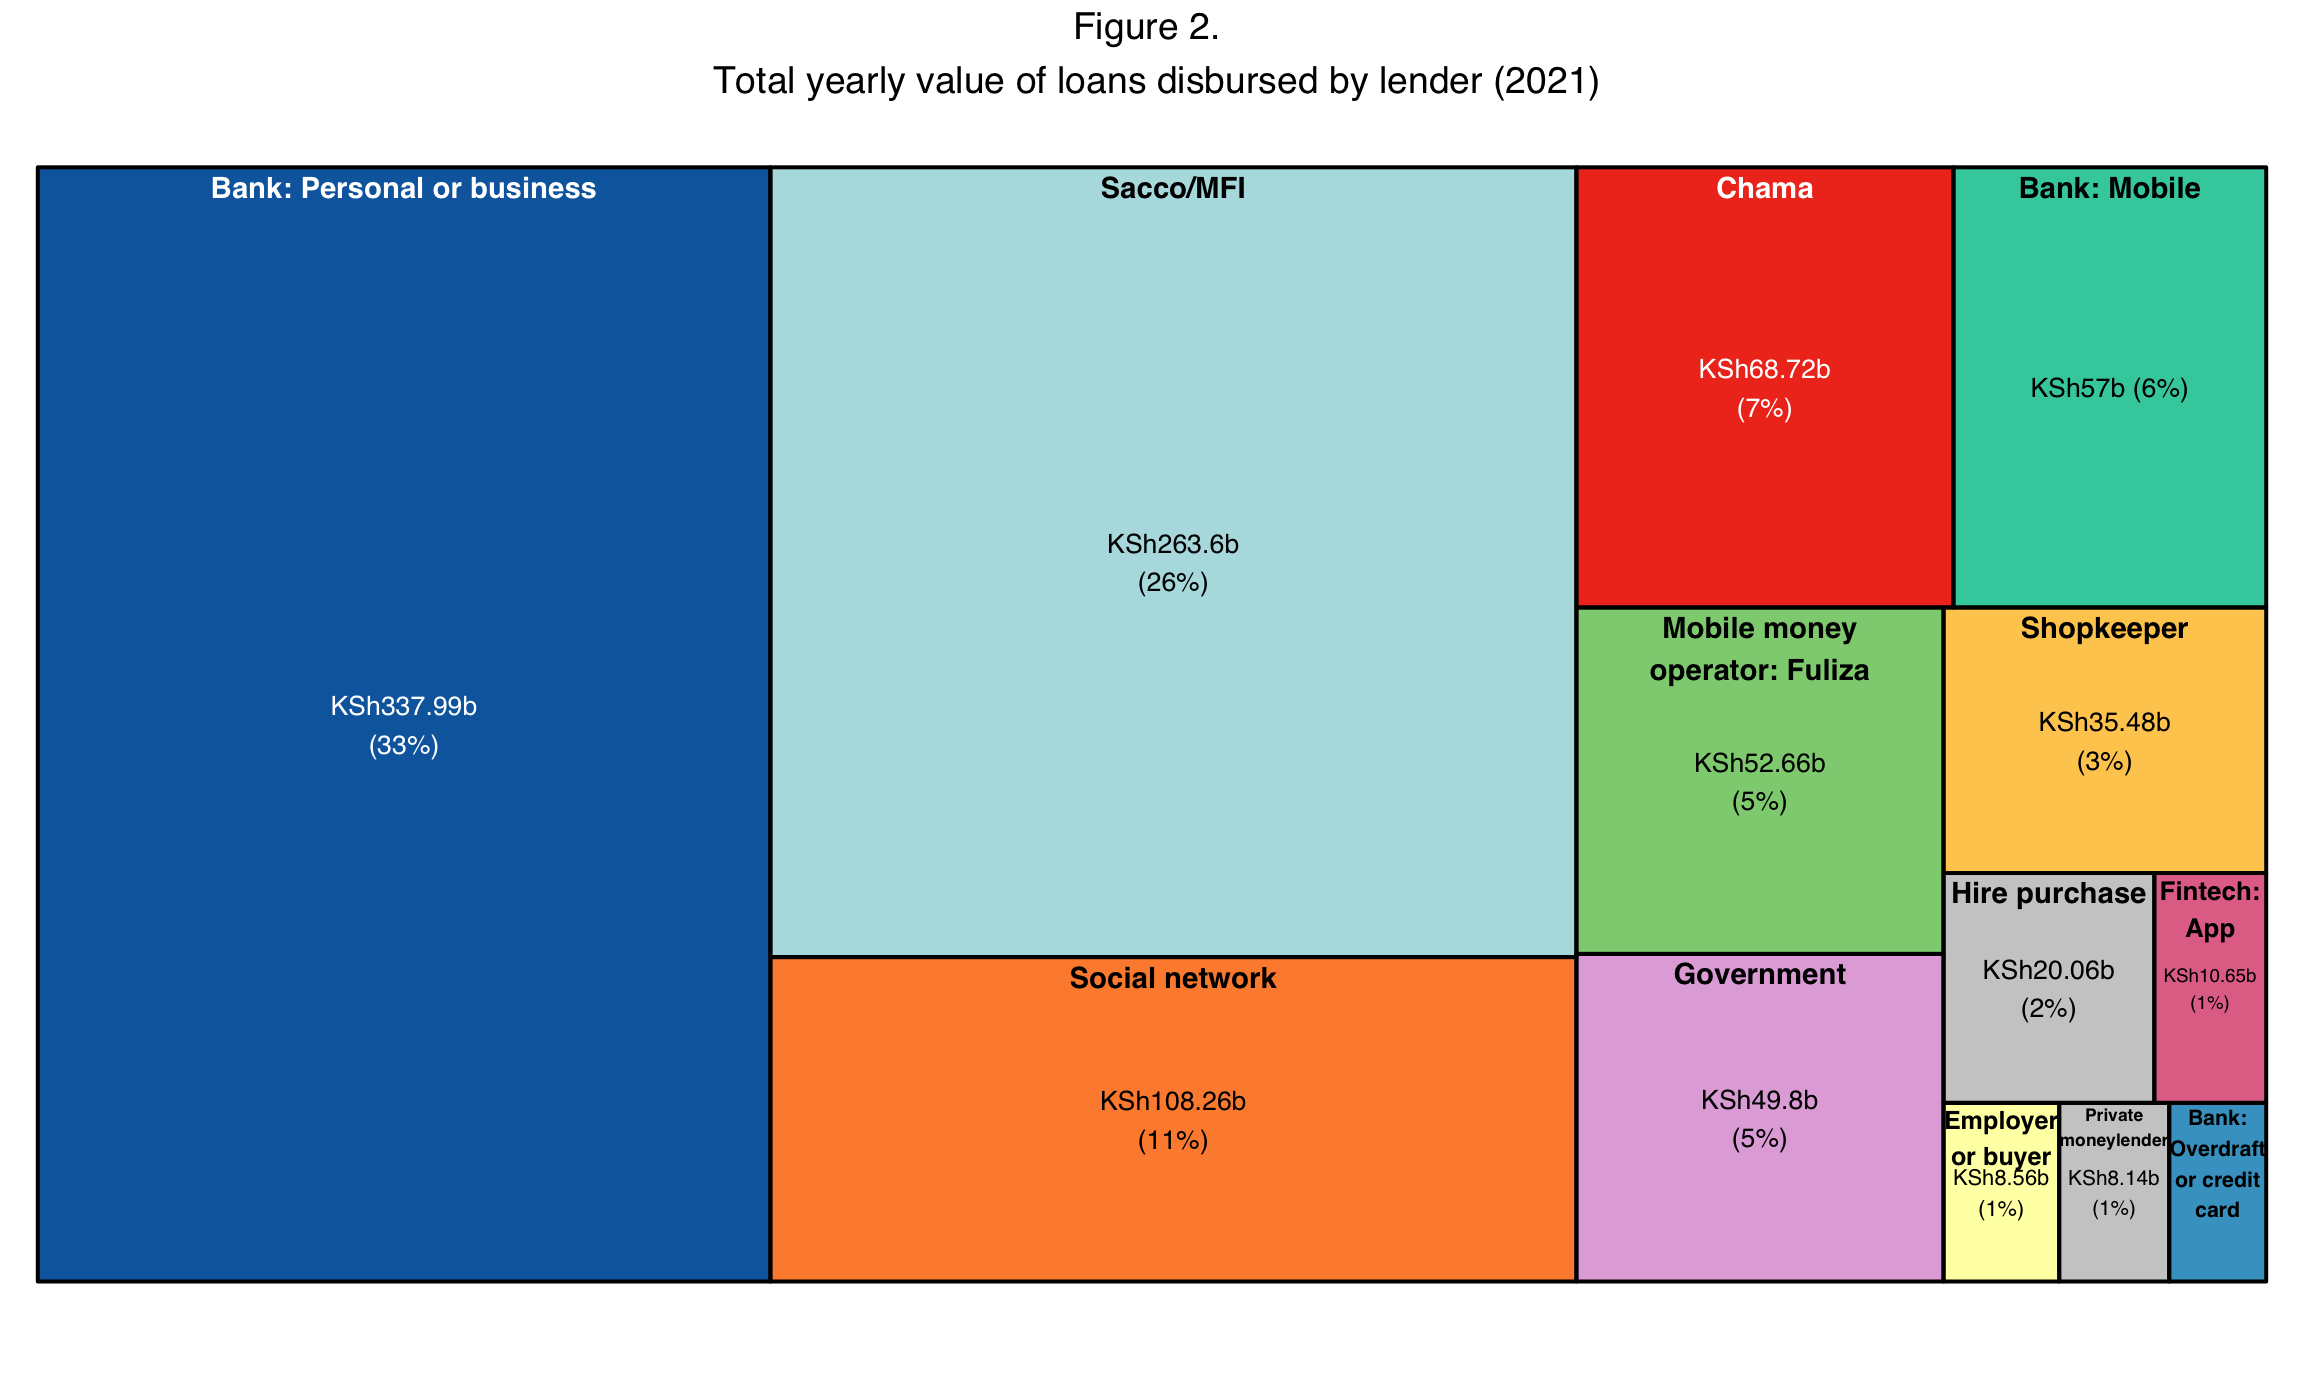 Figure 2.
Total yearly value of loans disbursed by lender (2021)
Bank: Personal or business
KSh337.99b
(33%)
Sacco/MFI
KSh263.6b
(26%)
Social network
KSh108.26b
(11%)
Chama
KSh68.72b
(7%)
Bank: Mobile
KSh57b (6%)
Mobile money
operator: Fuliza
KSh52.66b
(5%)
Government
KSh49.8b
(5%)
Shopkeeper
KSh35.48b
(3%)
Hire purchase
KSh20.06b
(2%)
Fintech:
App
KSh10.65b
(1%)
Employer
or buyer
KSh8.56b
(1%)
Private
moneylender
KSh8.14b
(1%)
Bank:
Overdraft
or credit
card